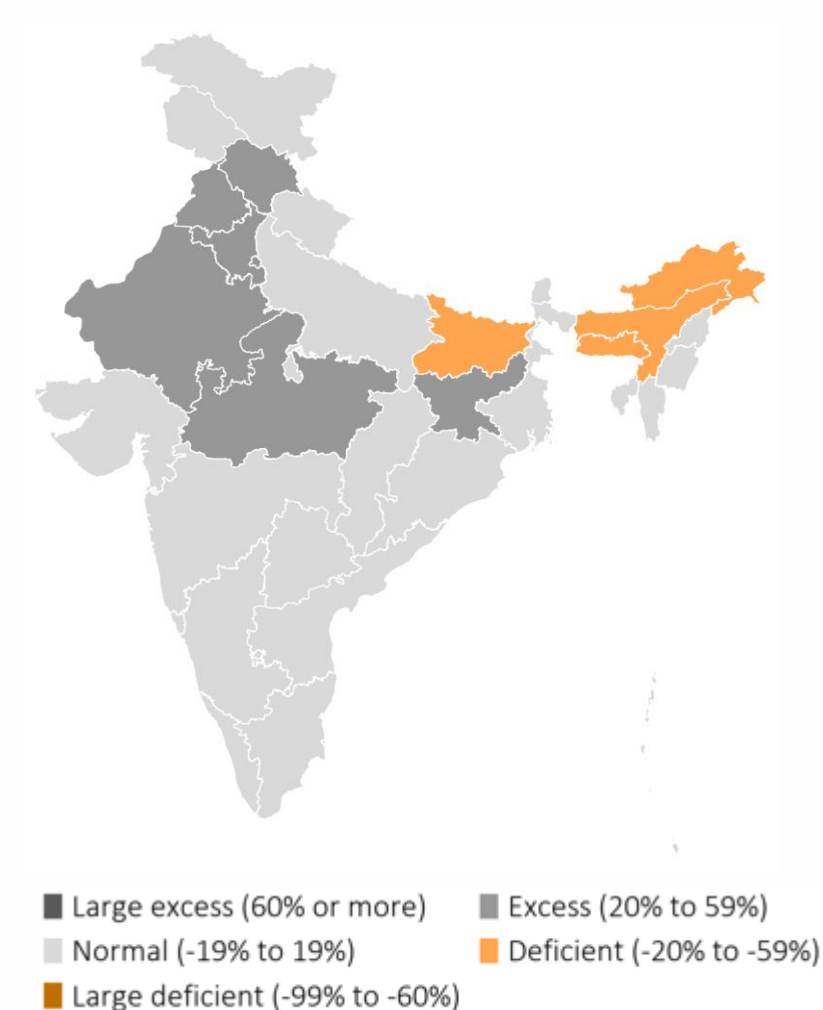 Large excess (60% or more) Excess (20% to 59%)
Normal (-19% to 19%) Deficient (-20% to -59%)
Large deficient (-99% to -60%)